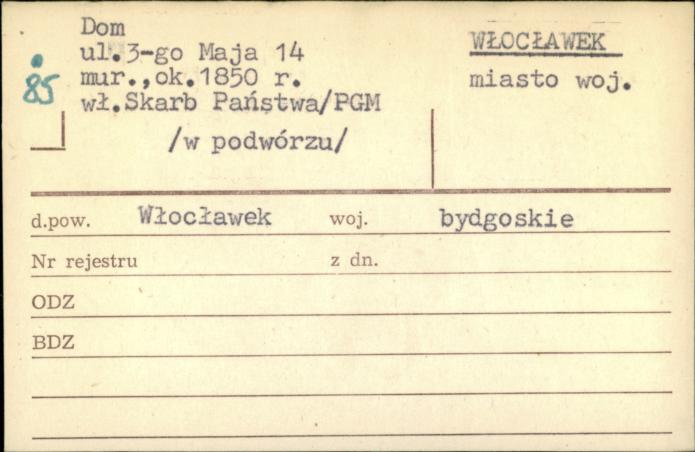 Dom
ul.3-go Maja 14
mur.,ok.1850 r.
wł.Skarb Państwa/PGM
/w podwórzu/
85
WŁOCŁAWEK
miasto woj.
d.pow. Włocławek woj. bydgoskie
Nr rejestru z dn.
ODZ
BDZ